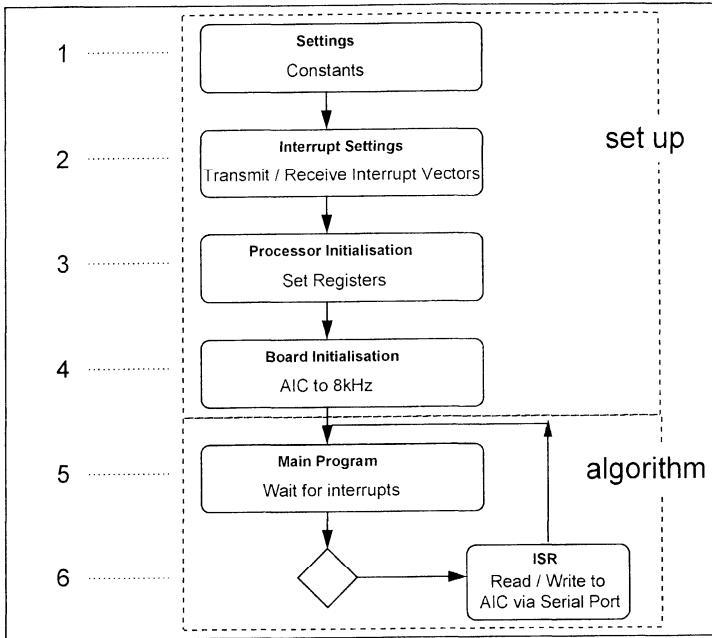 1
Settings
Constants
2
Interrupt Settings
Transmit / Receive Interrupt Vectors
set up
3
Processor Initialisation
Set Registers
4
Board Initialisation
AIC to 8kHz
5
Main Program
Wait for interrupts
algorithm
6
ISR
Read / Write to
AIC via Serial Port